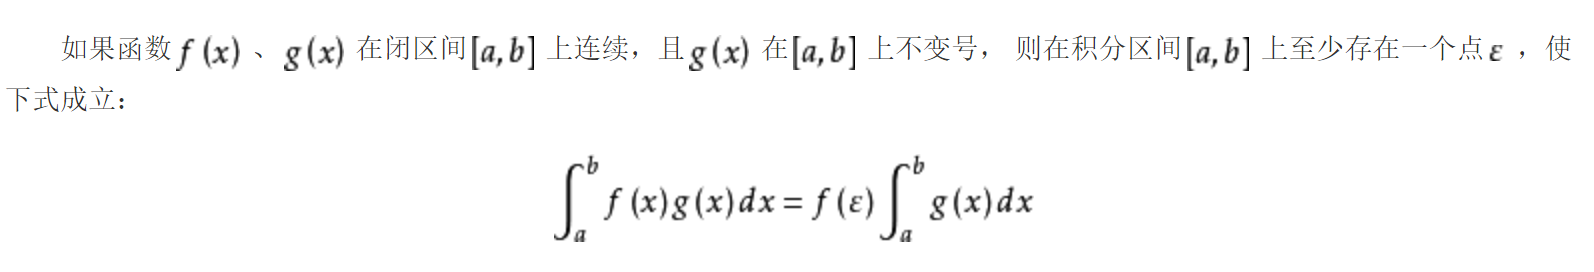 如果函数 f (x) 、 g(x) 在闭区间[a, b] 上连续，且g(x) 在[a, b] 上不变号， 则在积分区间[a, b] 上至少存在一个点 ε ，使
下式成立：
∫_a^b f (x)g(x)dx = f (ε) ∫_a^b g(x)dx